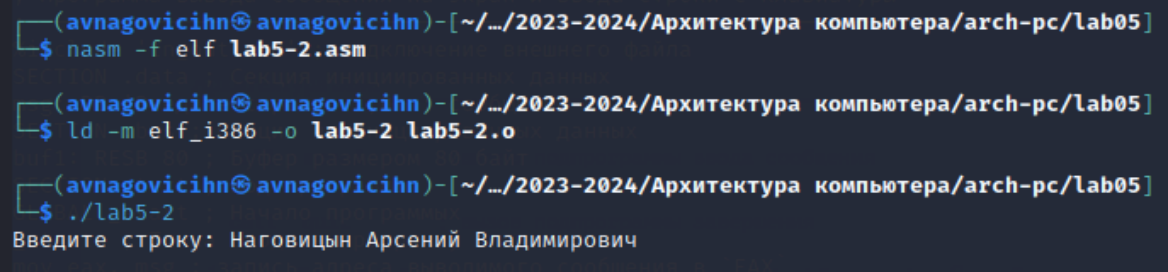 ┌──(avnagovicihn㉿avnagovicihn)-[~/…/2023-2024/Архитектура компьютера/arch-pc/lab05]
└─$ nasm -f elf lab5-2.asm
┌──(avnagovicihn㉿avnagovicihn)-[~/…/2023-2024/Архитектура компьютера/arch-pc/lab05]
└─$ ld -m elf_i386 -o lab5-2 lab5-2.o
┌──(avnagovicihn㉿avnagovicihn)-[~/…/2023-2024/Архитектура компьютера/arch-pc/lab05]
└─$ ./lab5-2
Введите строку: Наговицын Арсений Владимирович